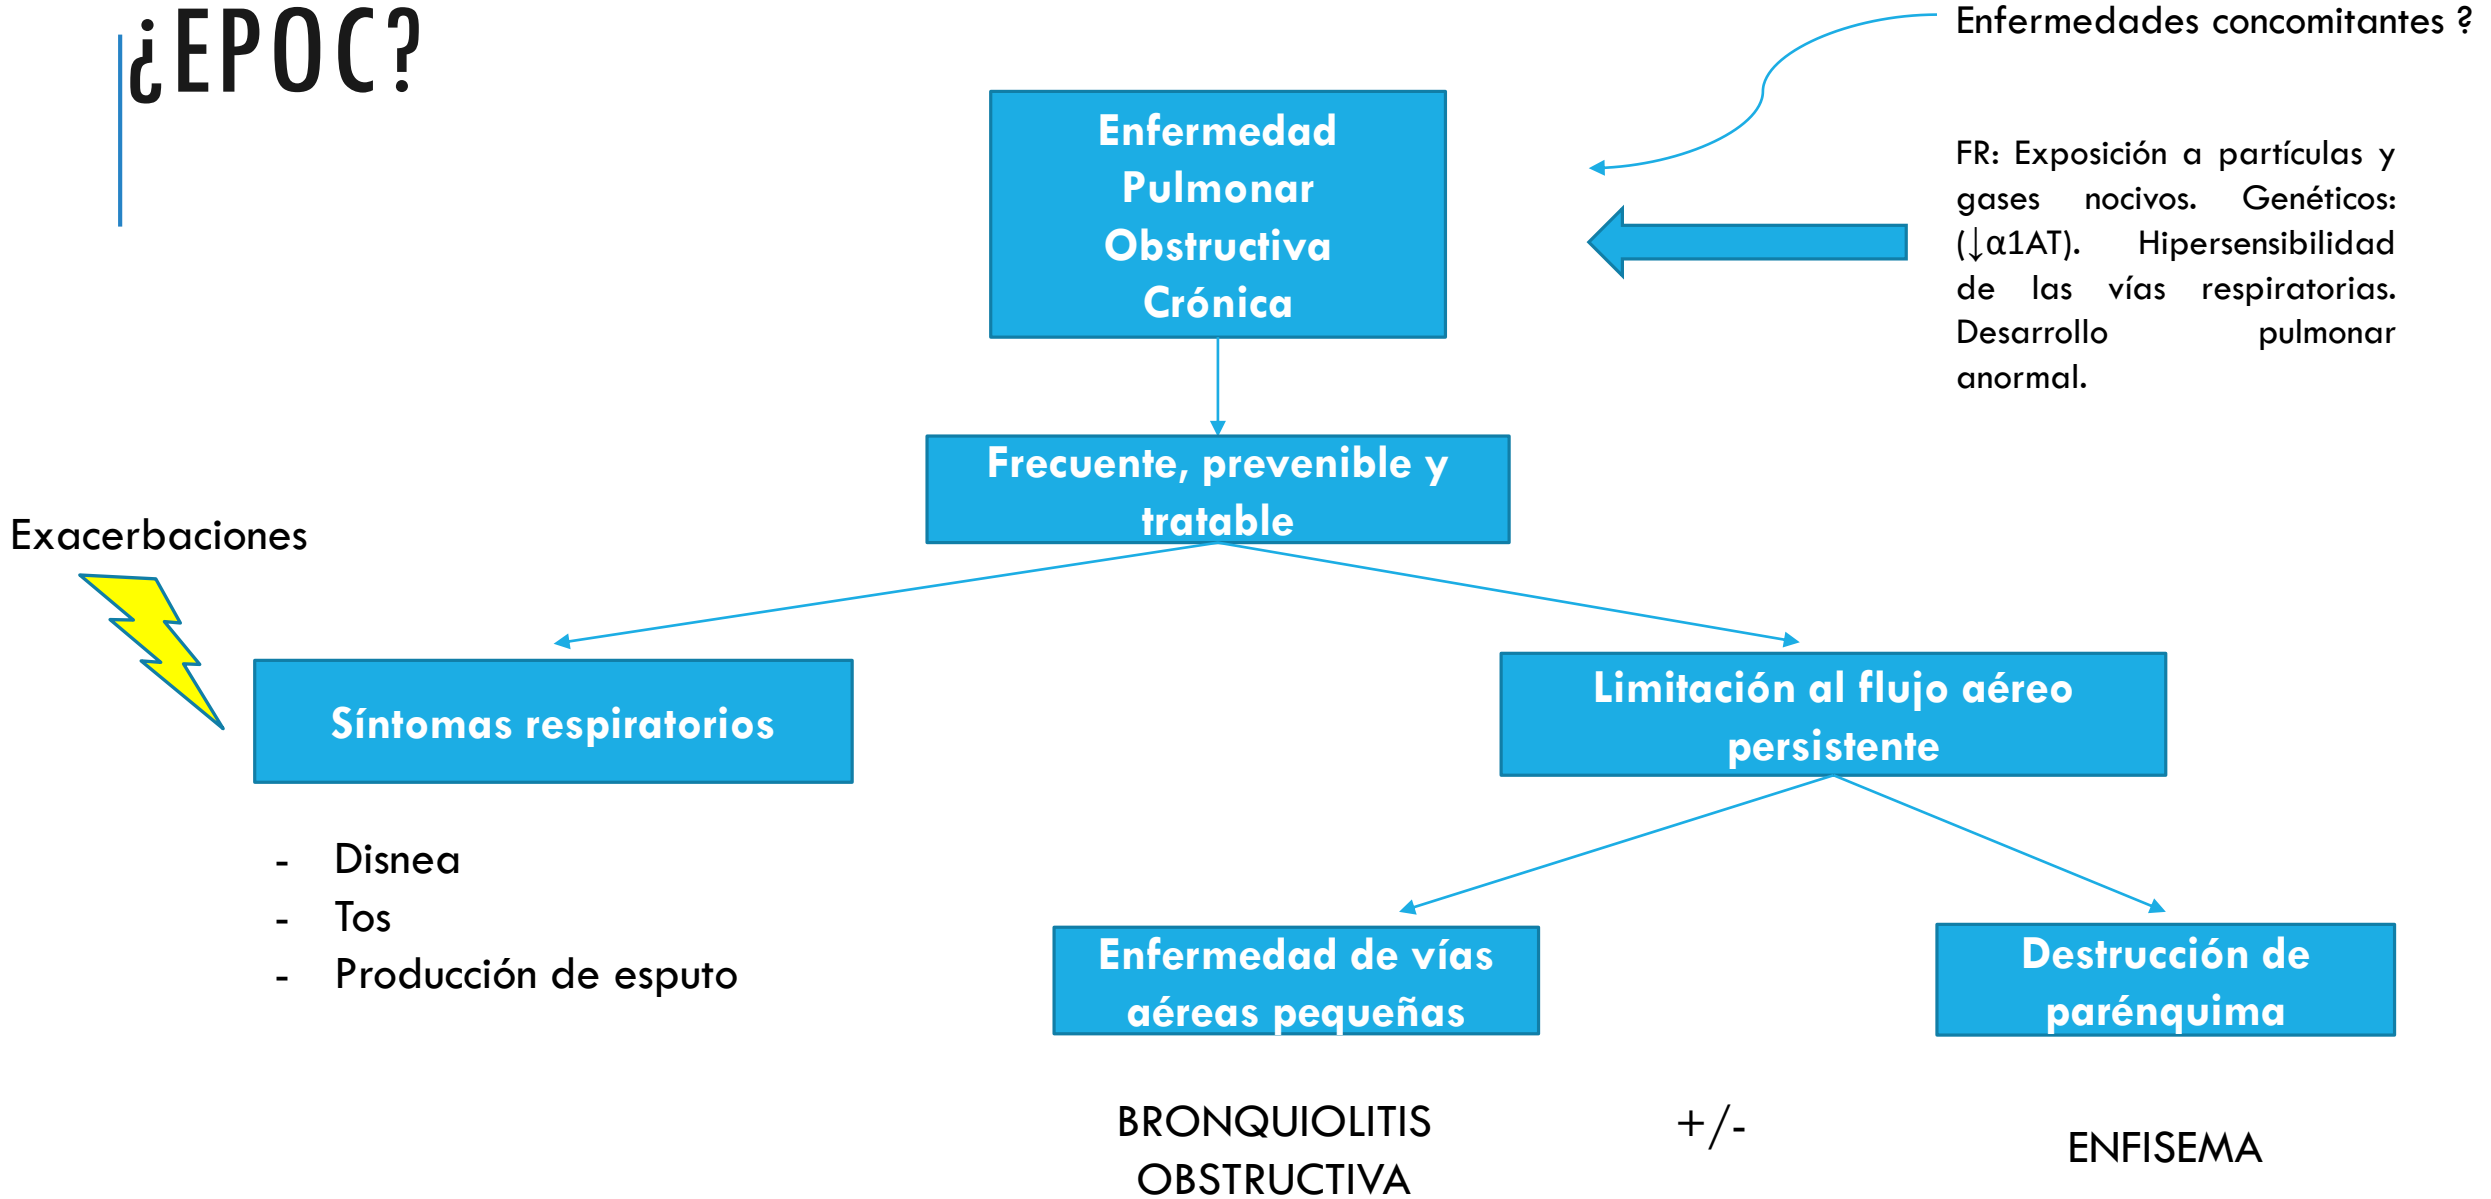 ¿EPOC?
Enfermedades concomitantes ?
Enfermedad
Pulmonar
Obstructiva
Crónica
FR: Exposición a partículas y
gases nocivos. Genéticos:
(↓α1AT). Hipersensibilidad
de las vías respiratorias.
Desarrollo pulmonar
anormal.
Frecuente, prevenible y
tratable
Exacerbaciones
Síntomas respiratorios
Limitación al flujo aéreo
persistente
- Disnea
- Tos
- Producción de esputo
Enfermedad de vías
aéreas pequeñas
Destrucción de
parénquima
BRONQUIOLITIS
OBSTRUCTIVA
+/-
ENFISEMA